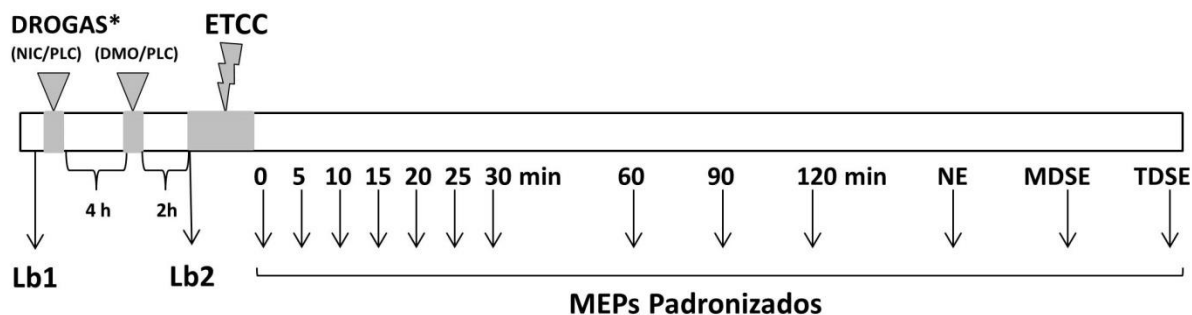 DROGAS* ETCC
(NIC/PLC) (DMO/PLC)
0 5 10 15 20 25 30 min 60 90 120 min NE MDSE TDSE
4 h 2h
Lb1 Lb2
MEPs Padronizados